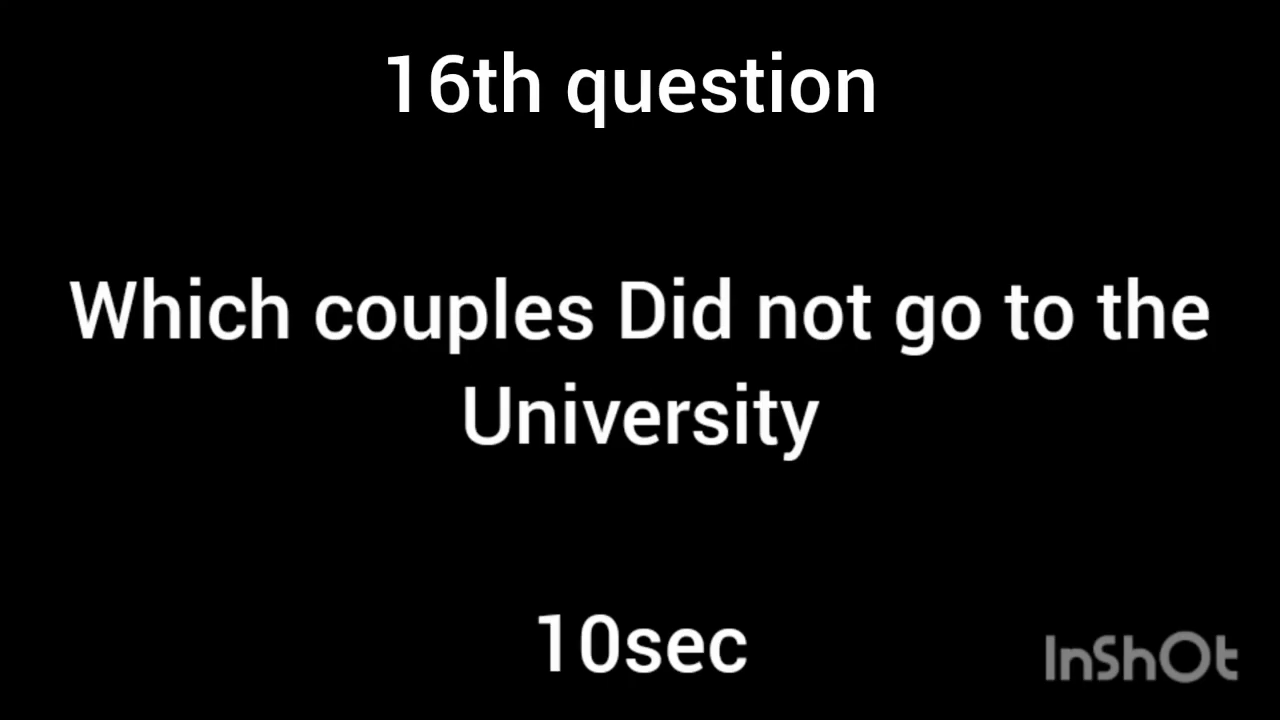 16th question
Which couples Did not go to the
University
10sec
InShOt